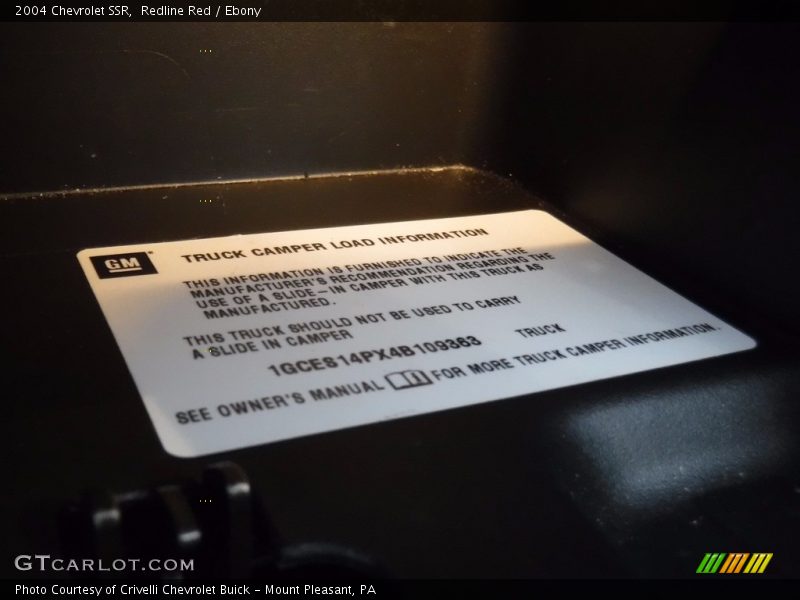 2004 Chevrolet SSR,  Redline Red / Ebony
GM
TRUCK CAMPER LOAD INFORMATION
THIS INFORMATION IS FURNISHED TO INDICATE THE
MANUFACTURER'S RECOMMENDATION REGARDING THE
USE OF A SLIDE-IN CAMPER WITH THIS TRUCK AS
MANUFACTURED.
THIS TRUCK SHOULD NOT BE USED TO CARRY
A SLIDE IN CAMPER
1GCES14PX4B109363 TRUCK
SEE OWNER'S MANUAL FOR MORE TRUCK CAMPER INFORMATION.
GTCARLOT.COM
Photo Courtesy of Crivelli Chevrolet Buick - Mount Pleasant, PA